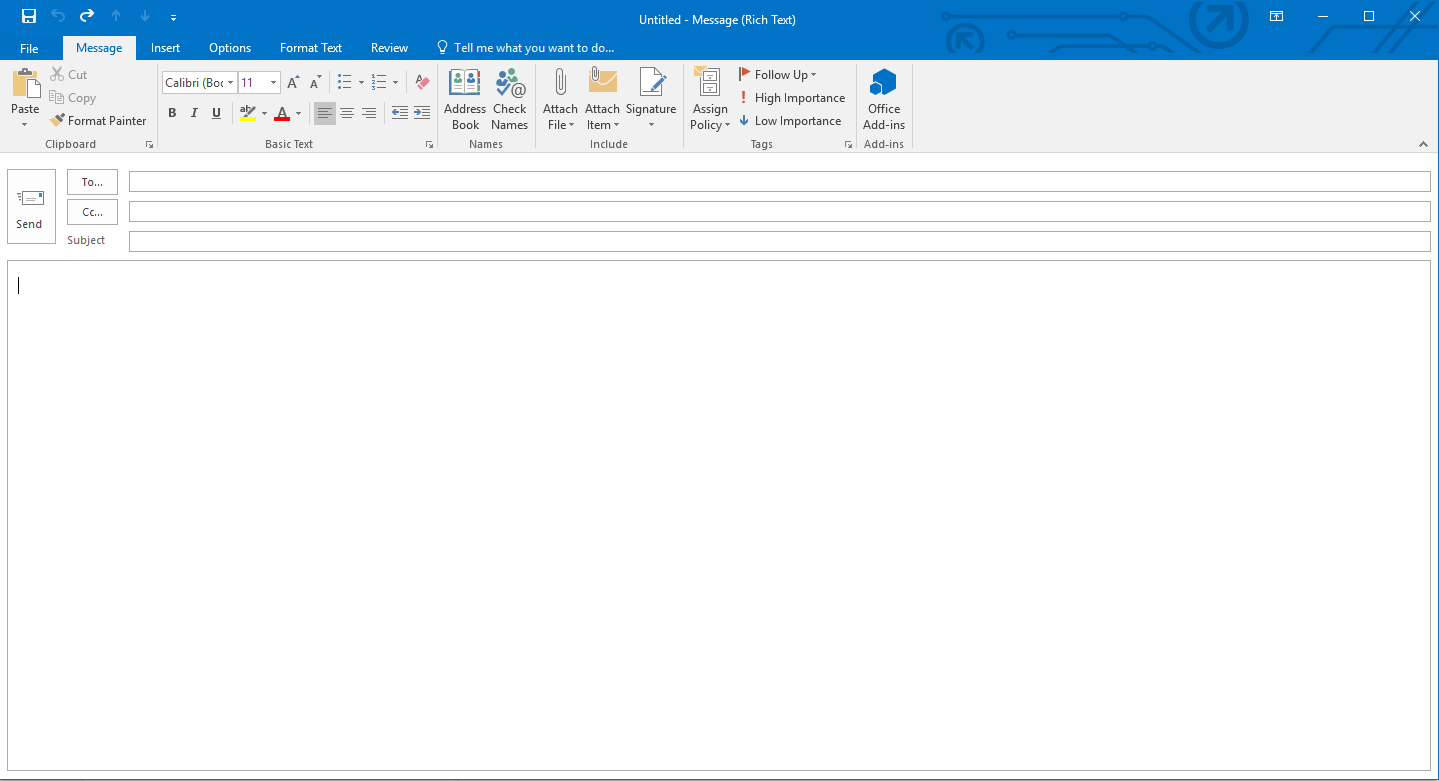 Untitled - Message (Rich Text)
File Message Insert Options Format Text Review Tell me what you want to do...
Paste
Cut
Copy
Format Painter
Clipboard
Calibri (Boc 11 A A
B I U ab A
Basic Text
Address Book
Check Names
Names
Attach File
Attach Item
Signature
Include
Assign Policy
Follow Up
High Importance
Low Importance
Tags
Office Add-ins
Add-ins
Send
To...
Cc...
Subject